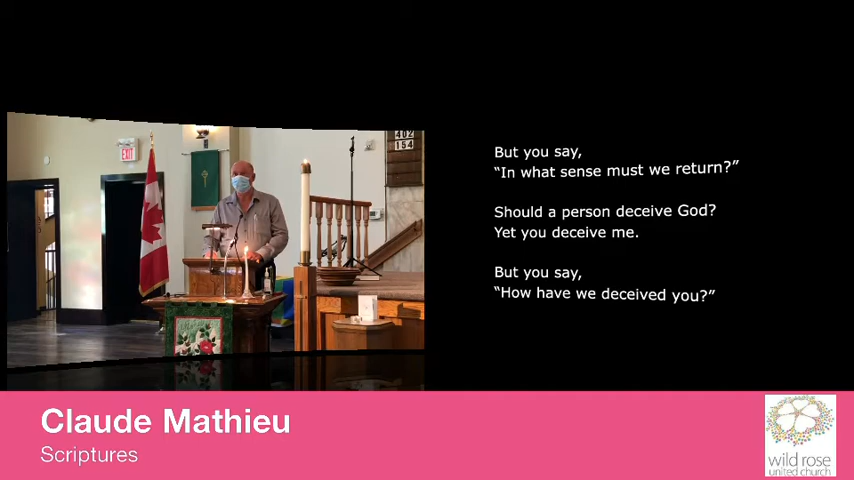 EXIT
402
154
But you say,
“In what sense must we return?”
Should a person deceive God?
Yet you deceive me.
But you say,
“How have we deceived you?”
Claude Mathieu
Scriptures
wild rose
united church